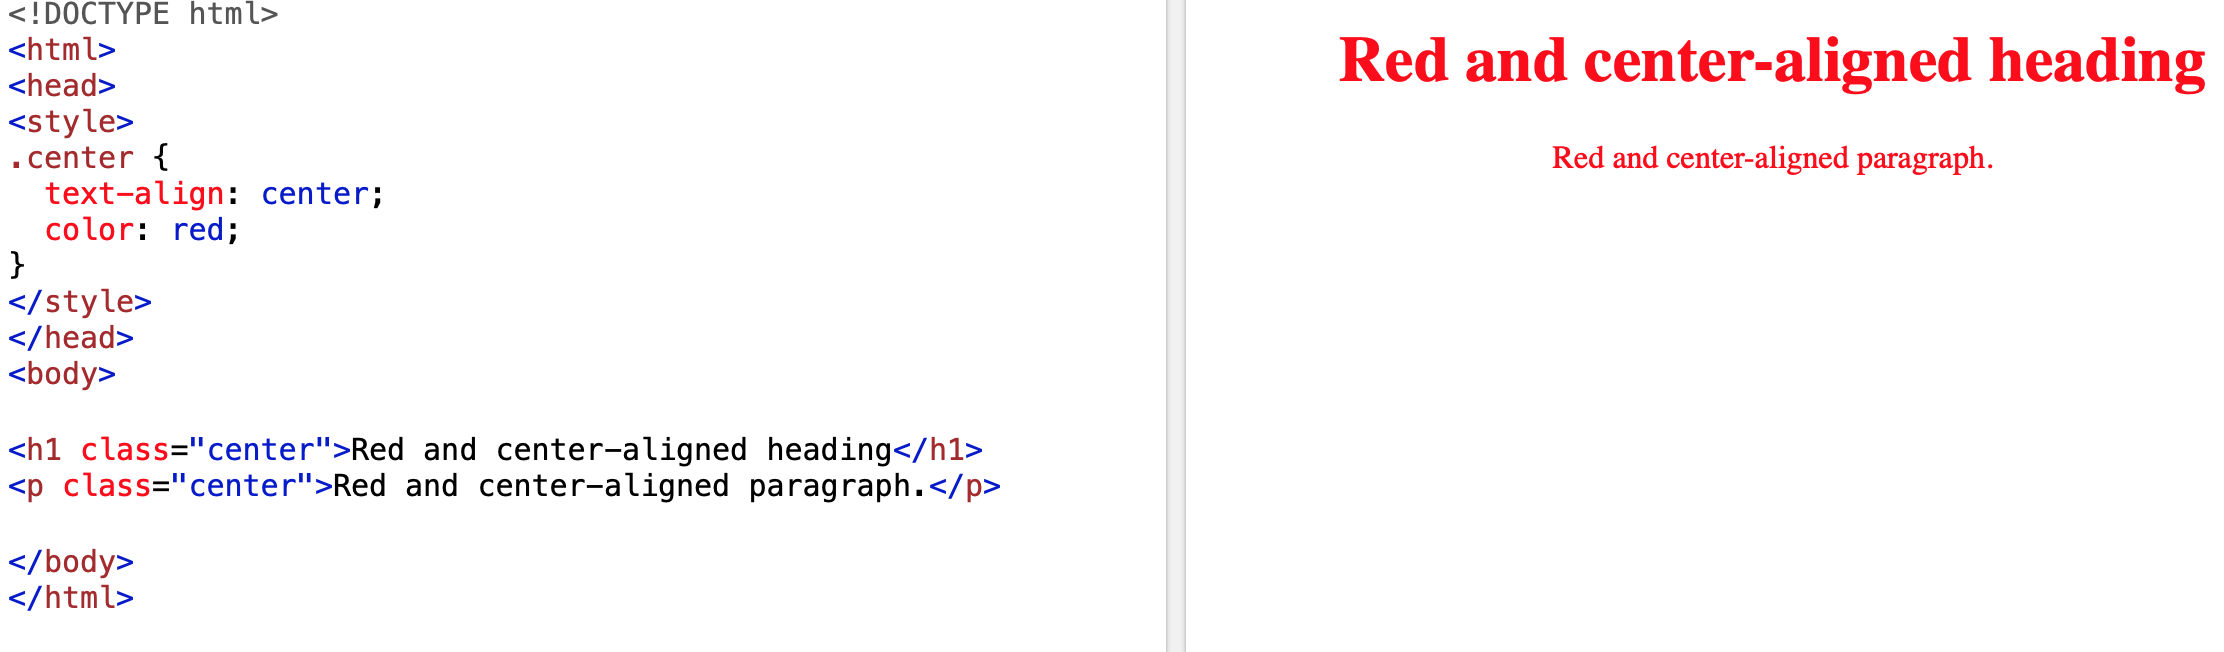 <!DOCTYPE html>
<html>
<head>
<style>
.center {
  text-align: center;
  color: red;
}
</style>
</head>
<body>
<h1 class="center">Red and center-aligned heading</h1>
<p class="center">Red and center-aligned paragraph.</p>
</body>
</html>
Red and center-aligned heading
Red and center-aligned paragraph.